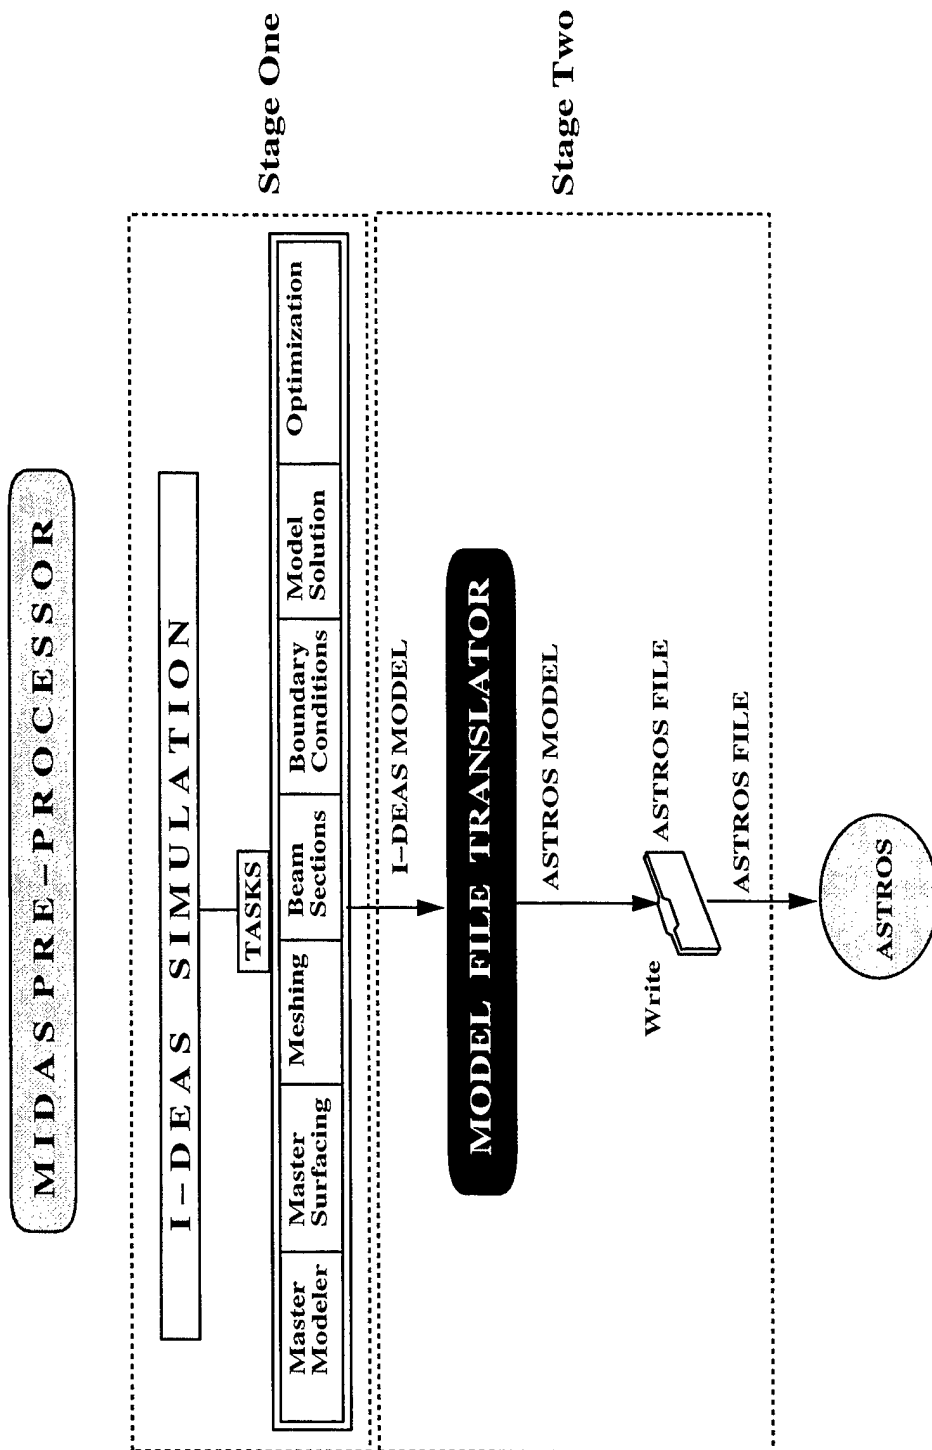 MIDAS PRE-PROCESSOR
Stage One
I-DEAS SIMULATION
TASKS
Master
Modeler
Master
Surfacing
Meshing
Beam
Sections
Boundary
Conditions
Model
Solution
Optimization
I-DEAS MODEL
Stage Two
MODEL FILE TRANSLATOR
ASTROS MODEL
Write
ASTROS FILE
ASTROS FILE
ASTROS